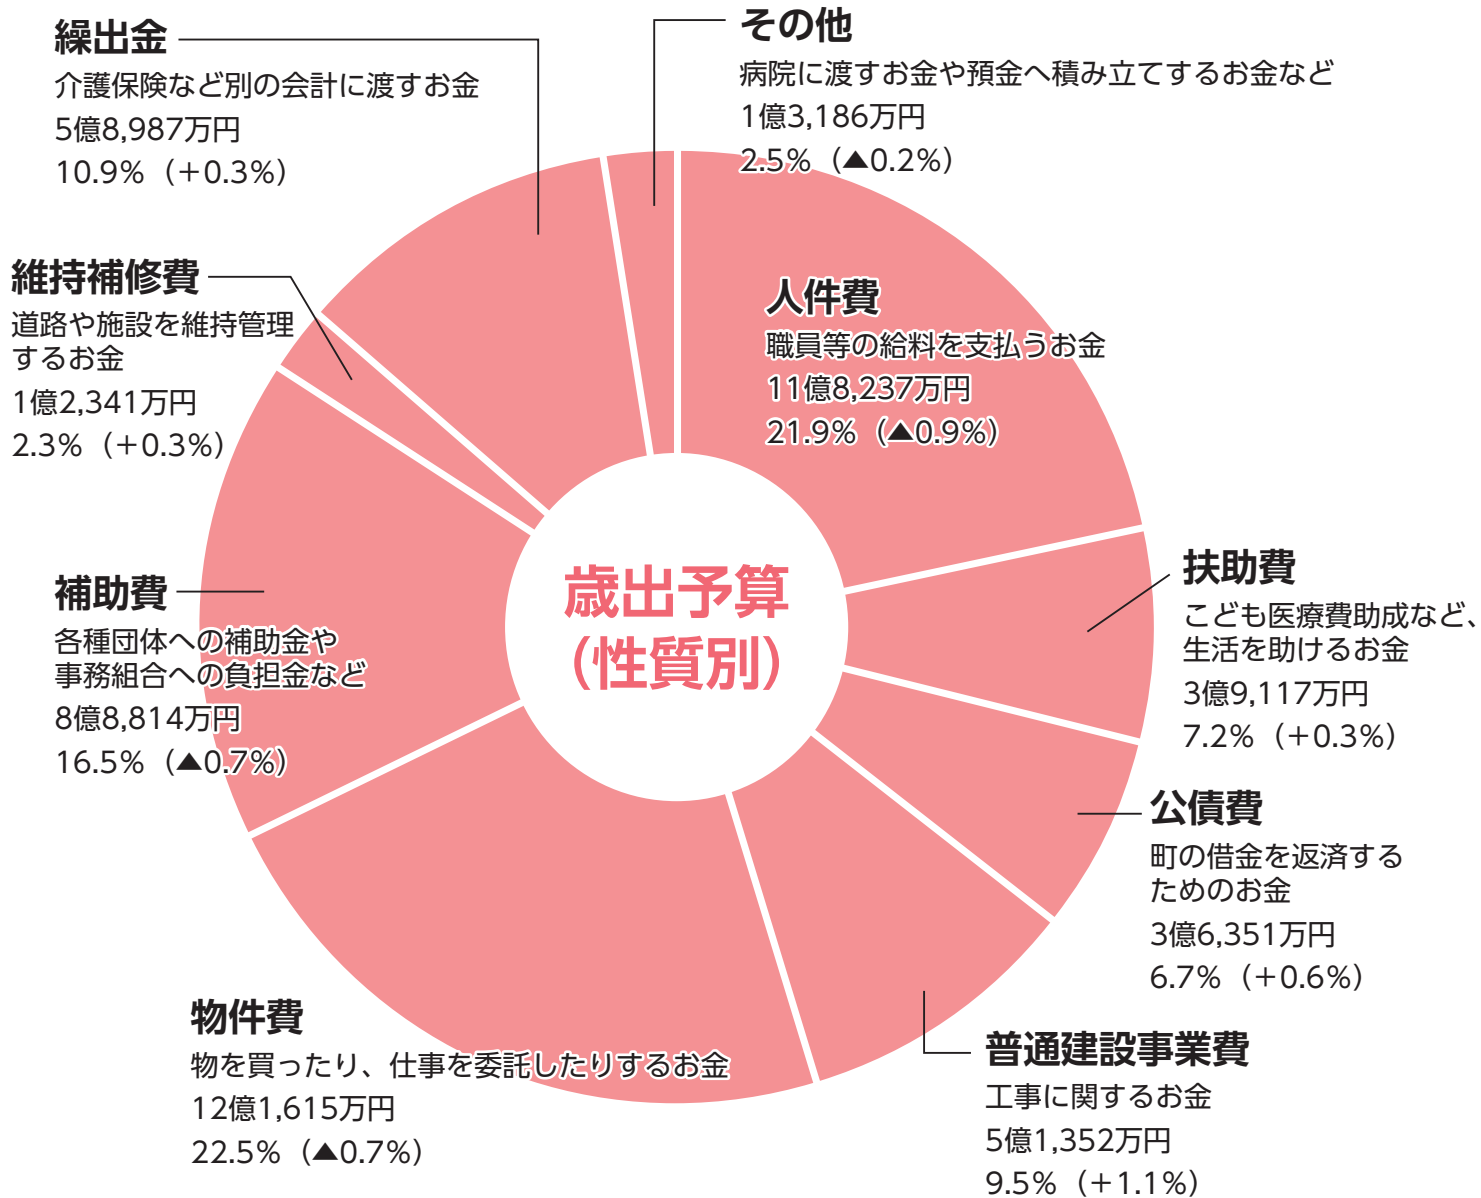 繰出金
介護保険など別の会計に渡すお金
5億8,987万円
10.9%（＋0.3%）
その他
病院に渡すお金や預金へ積み立てするお金など
1億3,186万円
2.5%（▲0.2%）
維持補修費
道路や施設を維持管理
するお金
1億2,341万円
2.3%（＋0.3%）
人件費
職員等の給料を支払うお金
11億8,237万円
21.9%（▲0.9%）
歳出予算
（性質別）
扶助費
こども医療費助成など、
生活を助けるお金
3億9,117万円
7.2%（＋0.3%）
補助費
各種団体への補助金や
事務組合への負担金など
8億8,814万円
16.5%（▲0.7%）
公債費
町の借金を返済する
ためのお金
3億6,351万円
6.7%（＋0.6%）
物件費
物を買ったり、仕事を委託したりするお金
12億1,615万円
22.5%（▲0.7%）
普通建設事業費
工事に関するお金
5億1,352万円
9.5%（＋1.1%）